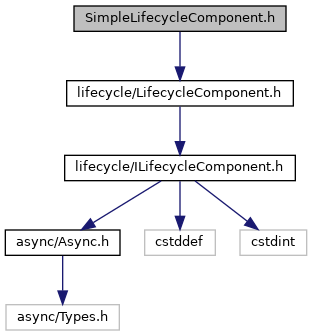 SimpleLifecycleComponent.h
lifecycle/LifecycleComponent.h
lifecycle/ILifecycleComponent.h
async/Async.h
cstddef
cstdint
async/Types.h